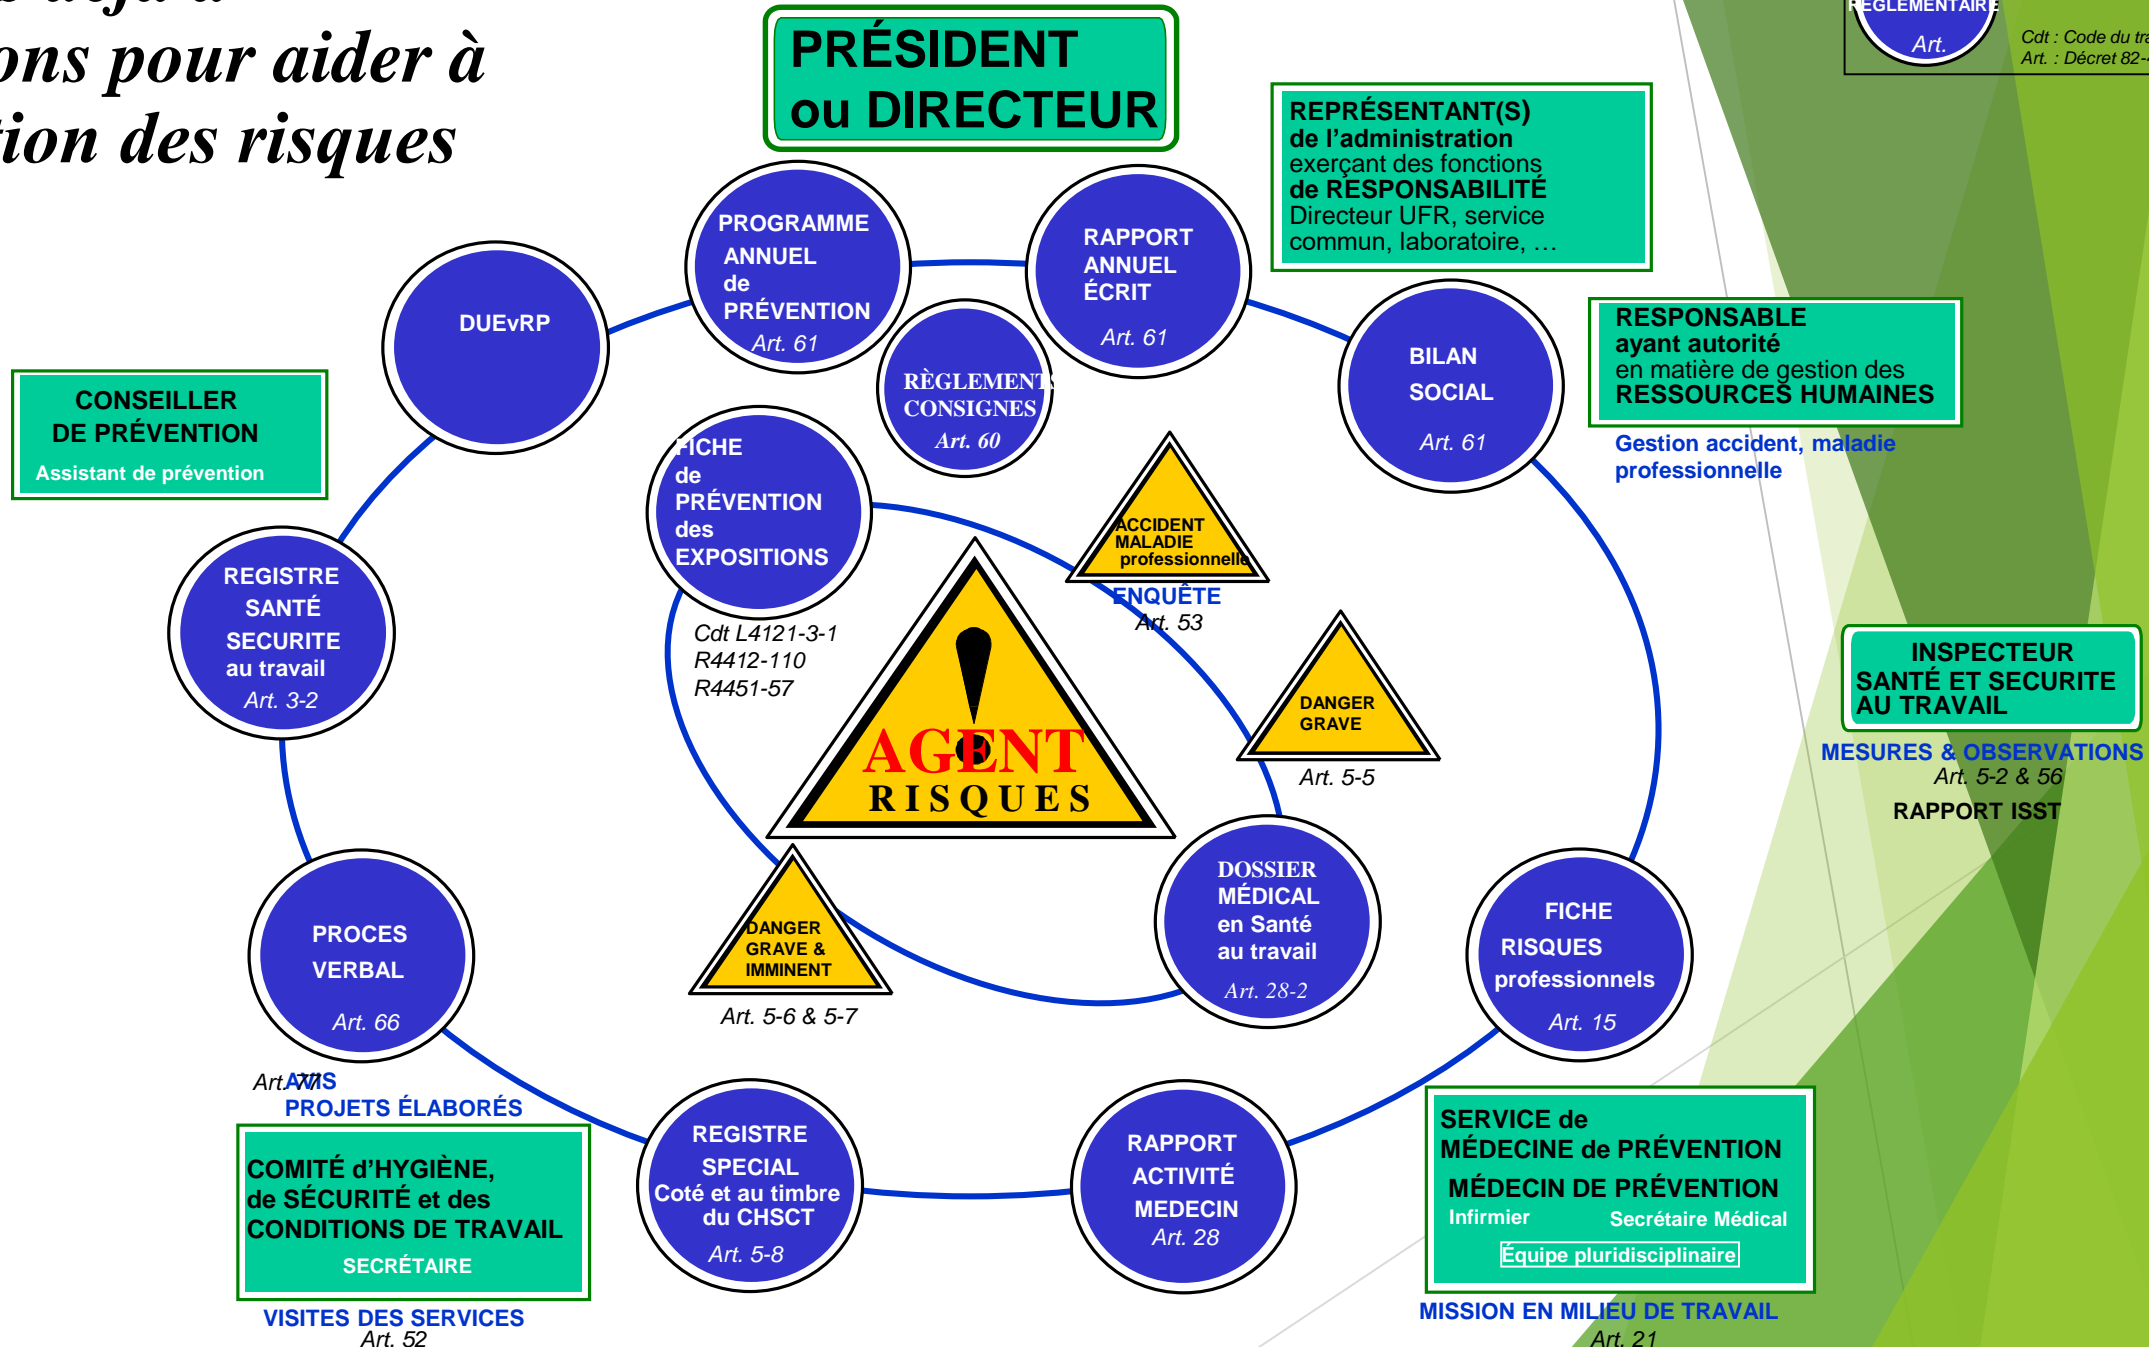 déjà à
ons pour aider à
tion des risques
PRÉSIDENT
ou DIRECTEUR
Art.
Cdt : Code du
Art. : Décret
REPRÉSENTANT(S)
de l'administration
exerçant des fonctions
de RESPONSABILITÉ
Directeur UFR, service
commun, laboratoire, …
PROGRAMME
ANNUEL
de
PRÉVENTION
Art. 61
RAPPORT
ANNUEL
ÉCRIT
Art. 61
DUEvRP
RÈGLEMENTS
CONSIGNES
Art. 60
BILAN
SOCIAL
Art. 61
RESPONSABLE
ayant autorité
en matière de gestion des
RESSOURCES HUMAINES
Gestion accident, maladie
professionnelle
CONSEILLER
DE PRÉVENTION
Assistant de prévention
FICHE
de
PRÉVENTION
des
EXPOSITIONS
Cdt L4121-3-1
R4412-110
R4451-57
ACCIDENT
MALADIE
professionnelle
ENQUÊTE
Art. 53
REGISTRE
SANTÉ
SECURITE
au travail
Art. 3-2
AGENT
RISQUES
DANGER
GRAVE
Art. 5-5
INSPECTEUR
SANTÉ ET SECURITE
AU TRAVAIL
MESURES & OBSERVATIONS
Art. 5-2 & 56
RAPPORT ISST
DANGER
GRAVE &
IMMINENT
Art. 5-6 & 5-7
DOSSIER
MÉDICAL
en Santé
au travail
Art. 28-2
FICHE
RISQUES
professionnels
Art. 15
PROCES
VERBAL
Art. 66
Art. 77
AVIS
PROJETS ÉLABORÉS
COMITÉ d'HYGIÈNE,
de SÉCURITÉ et des
CONDITIONS DE TRAVAIL
SECRÉTAIRE
VISITES DES SERVICES
Art. 52
REGISTRE
SPECIAL
Coté et au timbre
du CHSCT
Art. 5-8
RAPPORT
ACTIVITÉ
MEDECIN
Art. 28
SERVICE de
MÉDECINE de PRÉVENTION
MÉDECIN DE PRÉVENTION
Infirmier Secrétaire Médical
Équipe pluridisciplinaire
MISSION EN MILIEU DE TRAVAIL
Art. 21